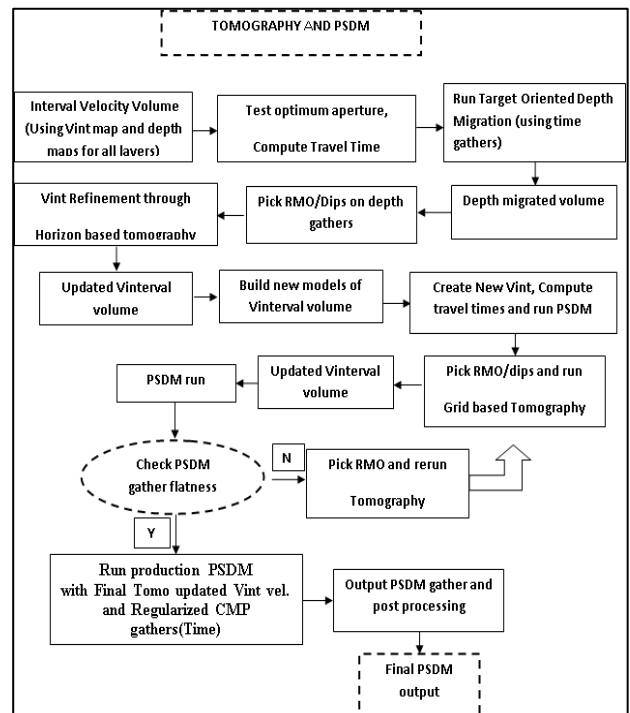 TOMOGRAPHY AND PSDM
Interval Velocity Volume
(Using Vint map and depth
maps for all layers)
Test optimum aperture,
Compute Travel Time
Run Target Oriented Depth
Migration (using time
gathers)
Vint Refinement through
Horizon based tomography
Pick RMO/Dips on depth
gathers
Depth migrated volume
Updated Vinterval
volume
Build new models of
Vinterval volume
Create New Vint, Compute
travel times and run PSDM
PSDM run
Updated Vinterval
volume
Pick RMO/dips and run
Grid based Tomography
Check PSDM
gather flatness
N
Pick RMO and rerun
Tomography
Y
Run production PSDM
with Final Tomo updated Vint vel.
and Regularized CMP
gathers(Time)
Output PSDM gather and
post processing
Final PSDM
output